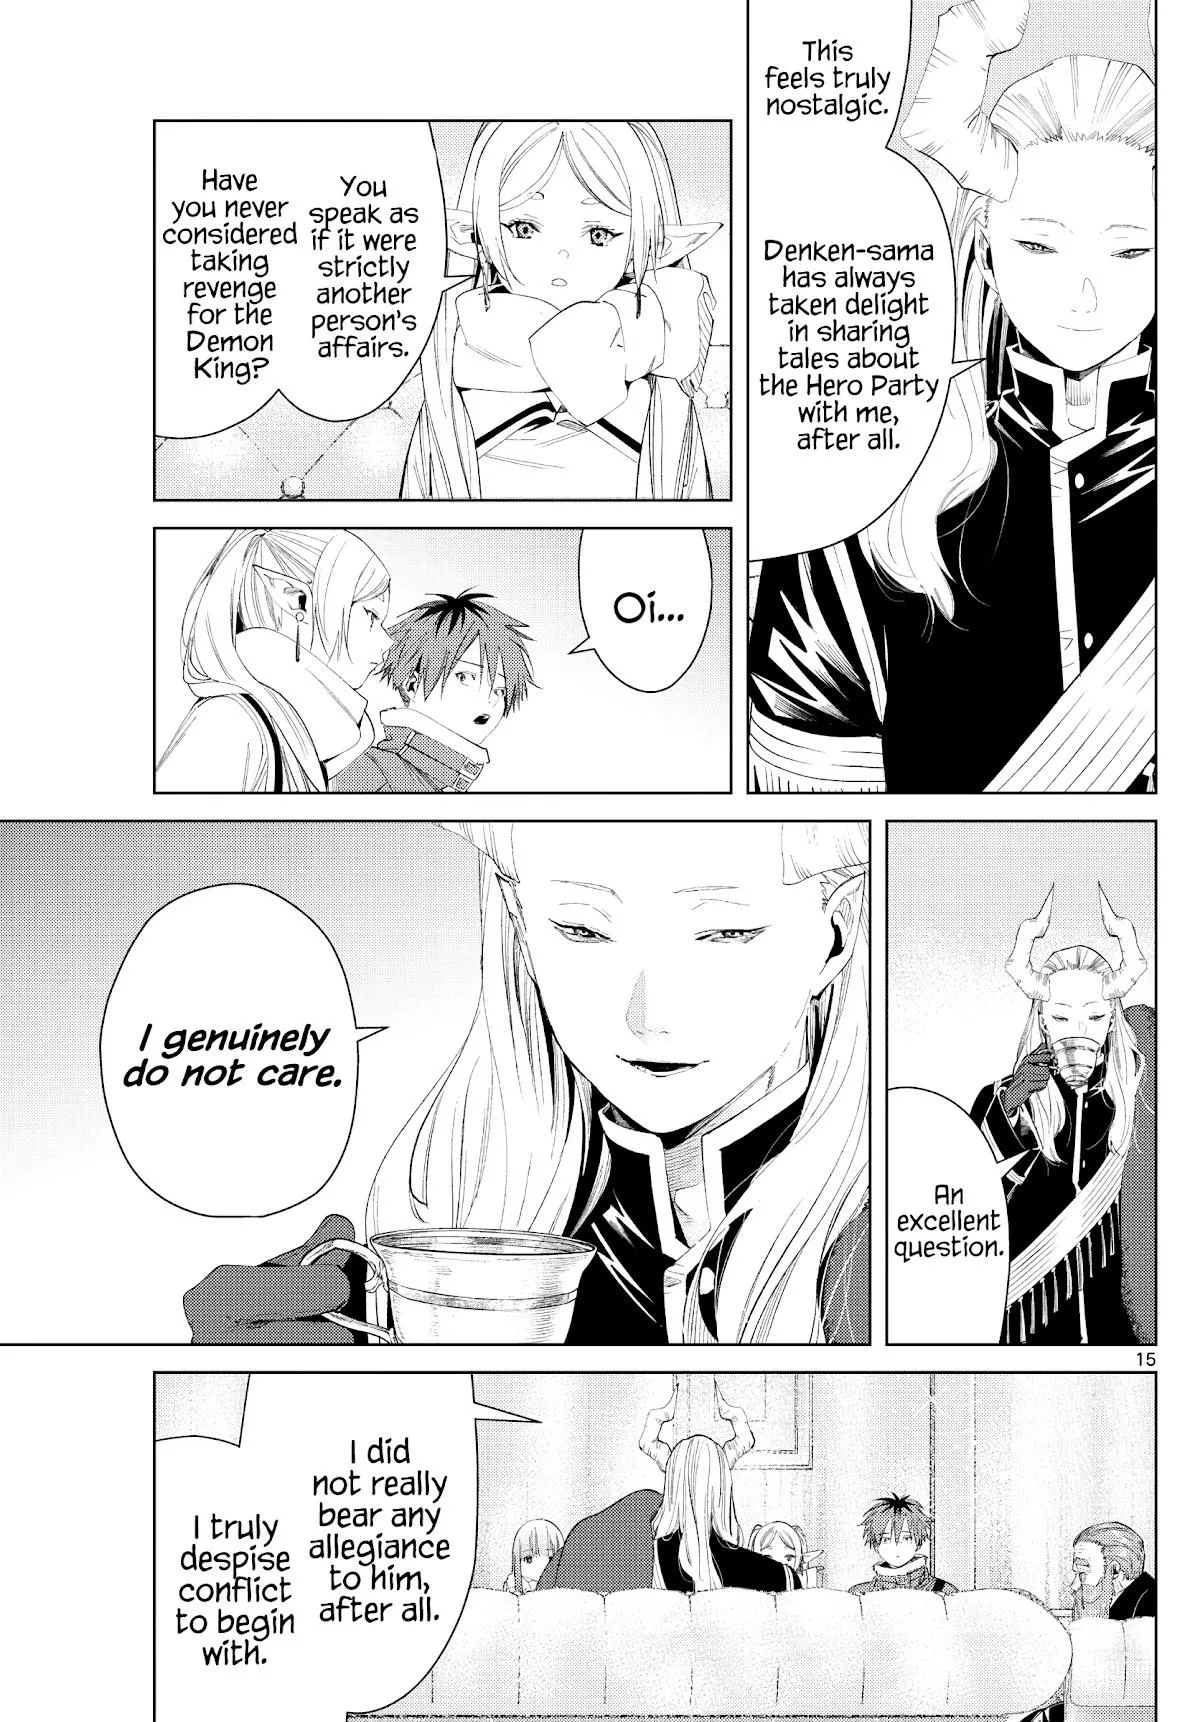 This
feels truly
nostalgic.
Denken-sama
has always
taken delight
in sharing
tales about
the Hero Party
with me,
after all.
You
speak as
if it were
strictly
another
person's
affairs.
Have
you never
considered
taking
revenge
for the
Demon
King?
Oi...
An
excellent
question.
I genuinely
do not care.
15
I did
not really
bear any
allegiance
to him,
after all.
I truly
despise
conflict
to begin
with.